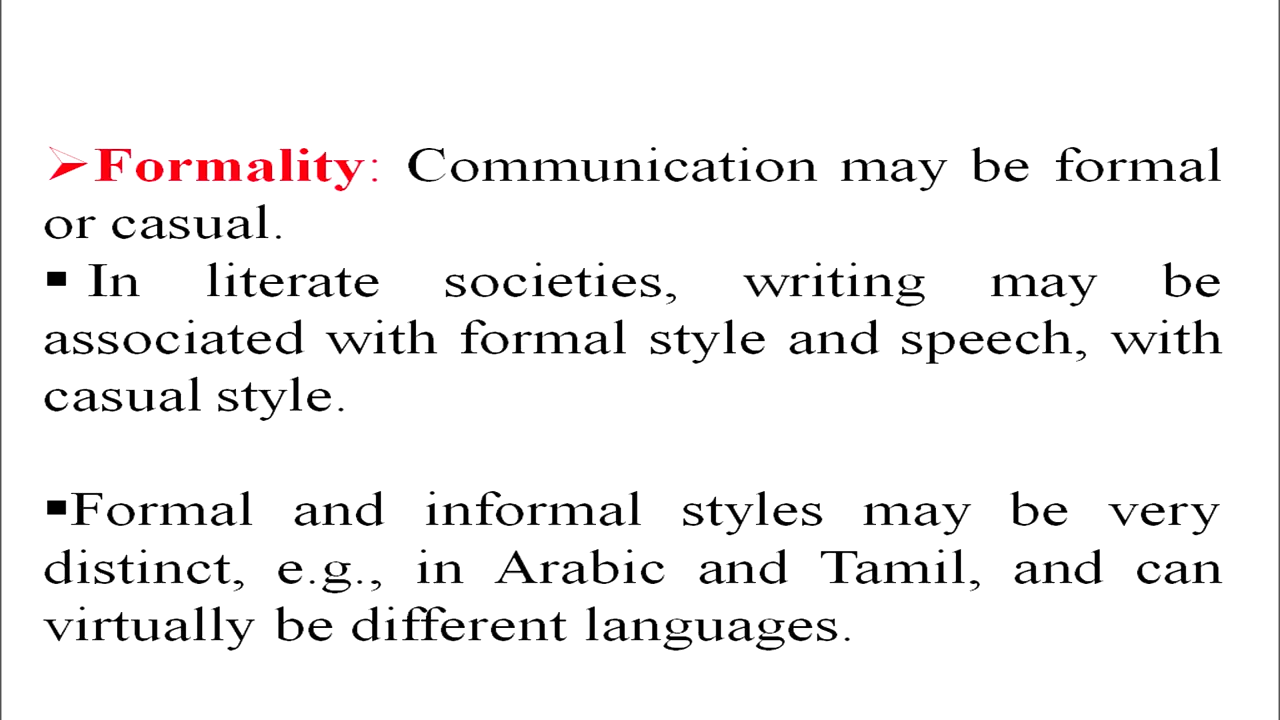 ➢Formality: Communication may be formal
or casual.
▪ In literate societies, writing may be
associated with formal style and speech, with
casual style.
▪Formal and informal styles may be very
distinct, e.g., in Arabic and Tamil, and can
virtually be different languages.